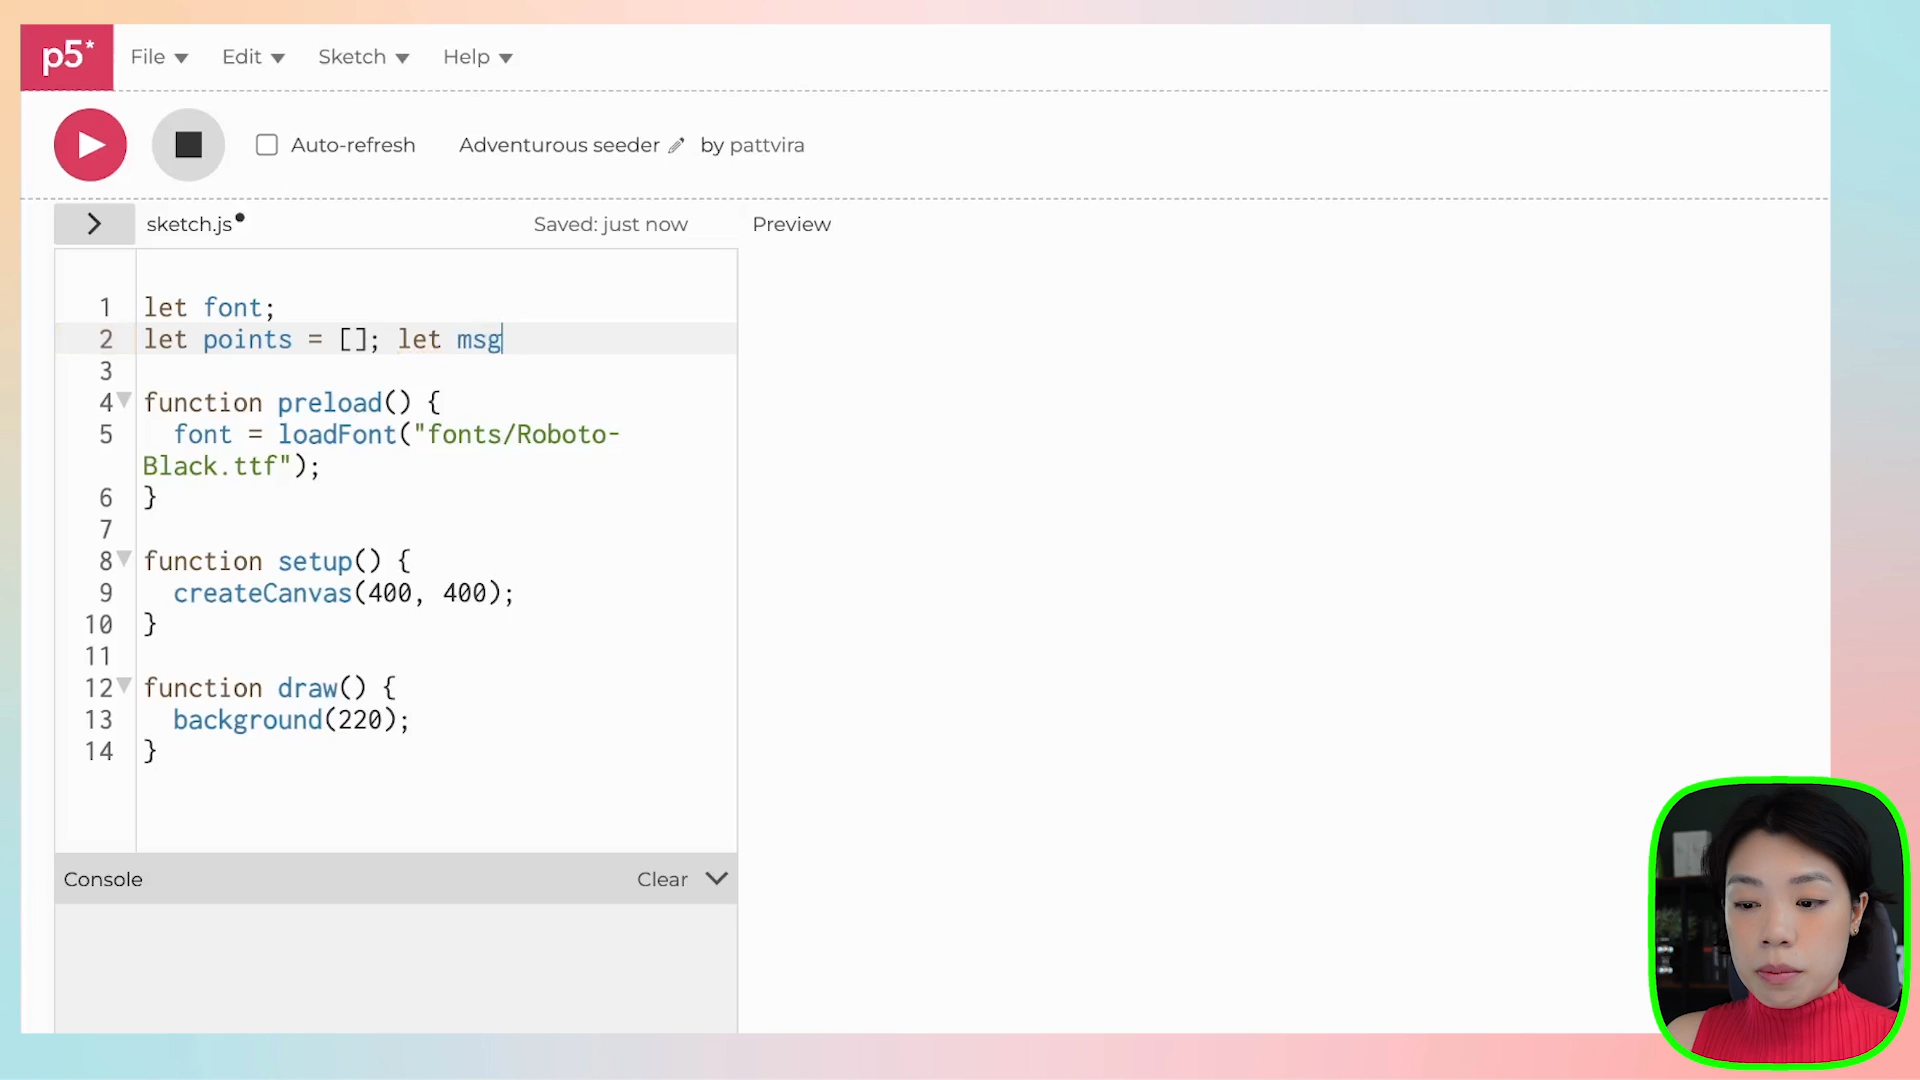 p5* File Edit Sketch Help
Auto-refresh Adventurous seeder by pattvira
sketch.js Saved: just now Preview
1 let font;
2 let points = []; let msg
3
4 function preload() {
5   font = loadFont("fonts/Roboto-
Black.ttf");
6 }
7
8 function setup() {
9   createCanvas(400, 400);
10 }
11
12 function draw() {
13   background(220);
14 }
Console Clear